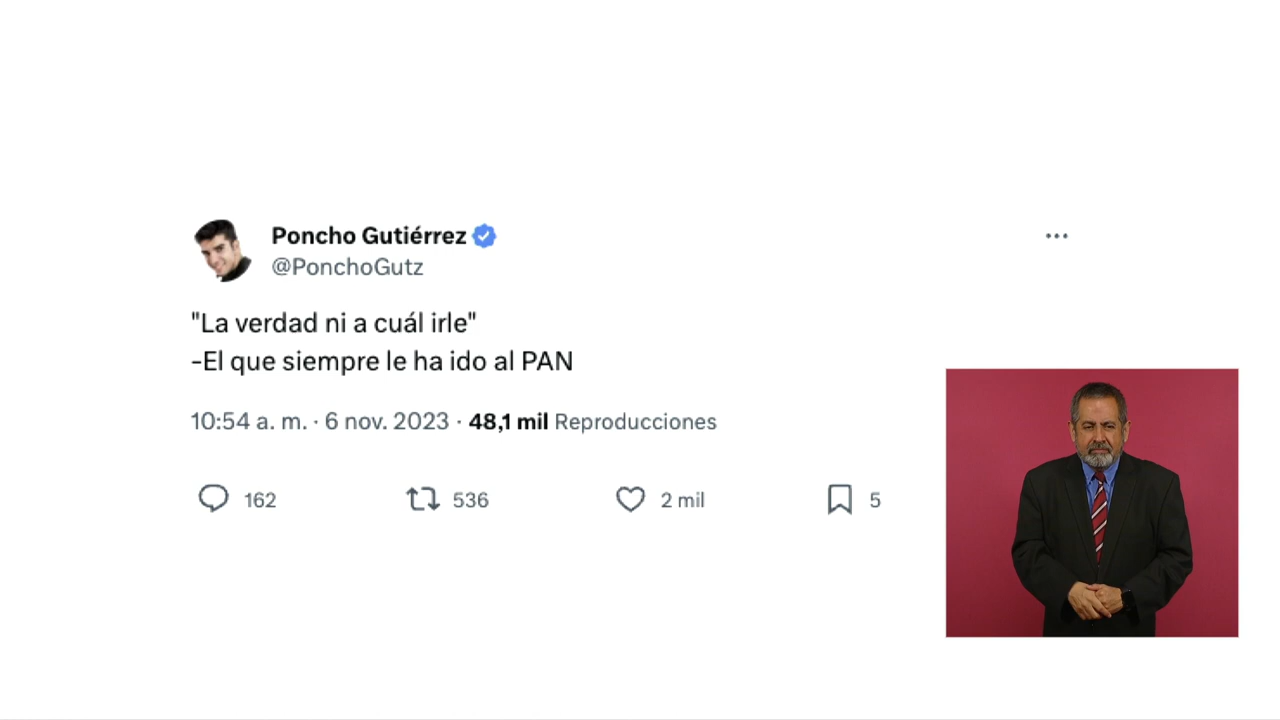 Poncho Gutiérrez
@PonchoGutz
"La verdad ni a cuál irle"
-El que siempre le ha ido al PAN
10:54 a. m. · 6 nov. 2023 · 48,1 mil Reproducciones
162 536 2 mil 5